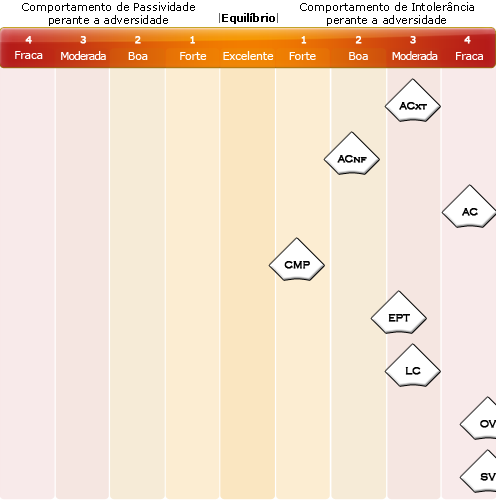 Comportamento de Passividade
perante a adversidade
|Equilíbrio|
Comportamento de Intolerância
perante a adversidade
4 3 2 1 1 2 3 4
Fraca Moderada Boa Forte Excelente Forte Boa Moderada Fraca
ACXT
ACNF
AC
CMP
EPT
LC
OV
SV